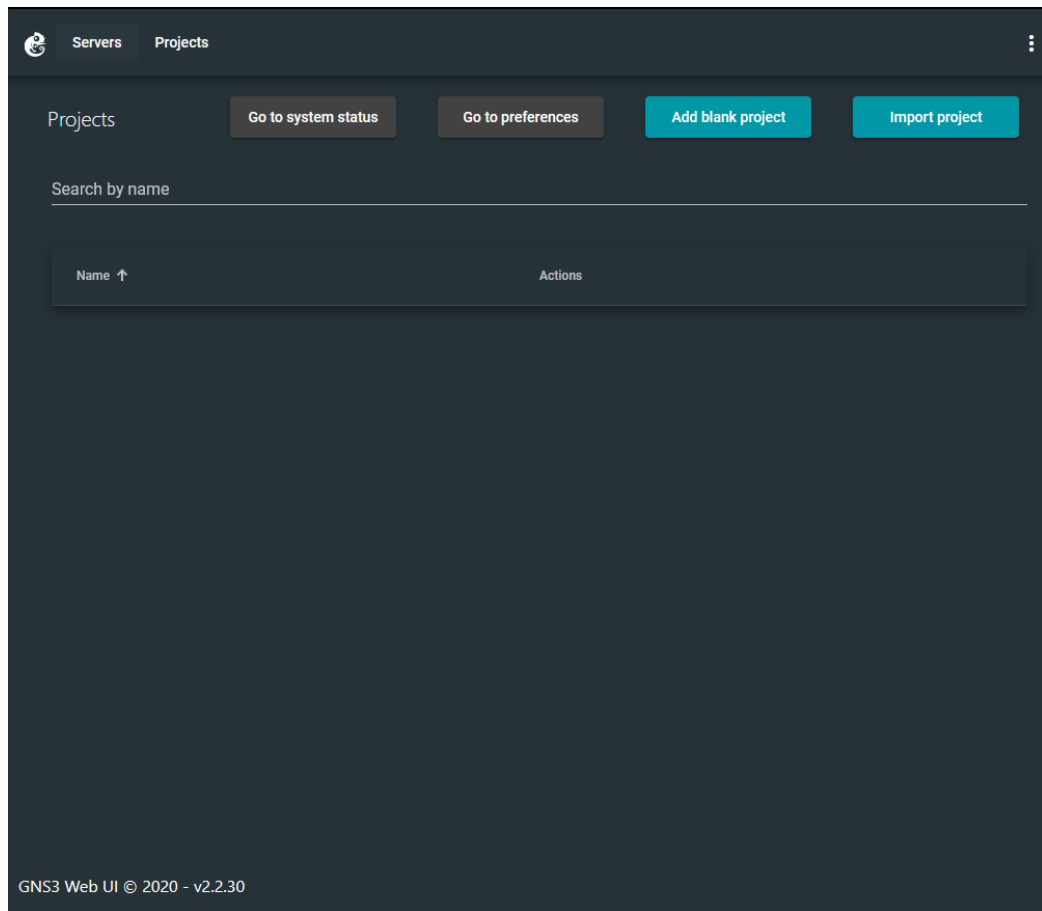 Servers Projects
Projects Go to system status Go to preferences Add blank project Import project
Search by name
Name Actions
GNS3 Web UI © 2020 - v2.2.30